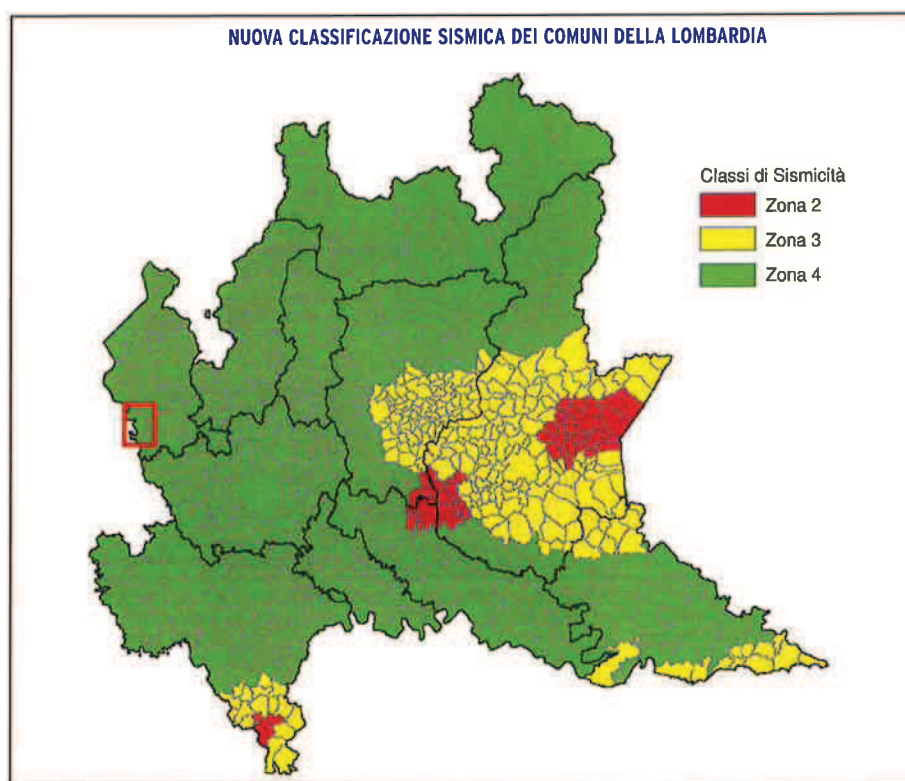 NUOVA CLASSIFICAZIONE SISMICA DEI COMUNI DELLA LOMBARDIA
Classi di Sismicità
Zona 2
Zona 3
Zona 4